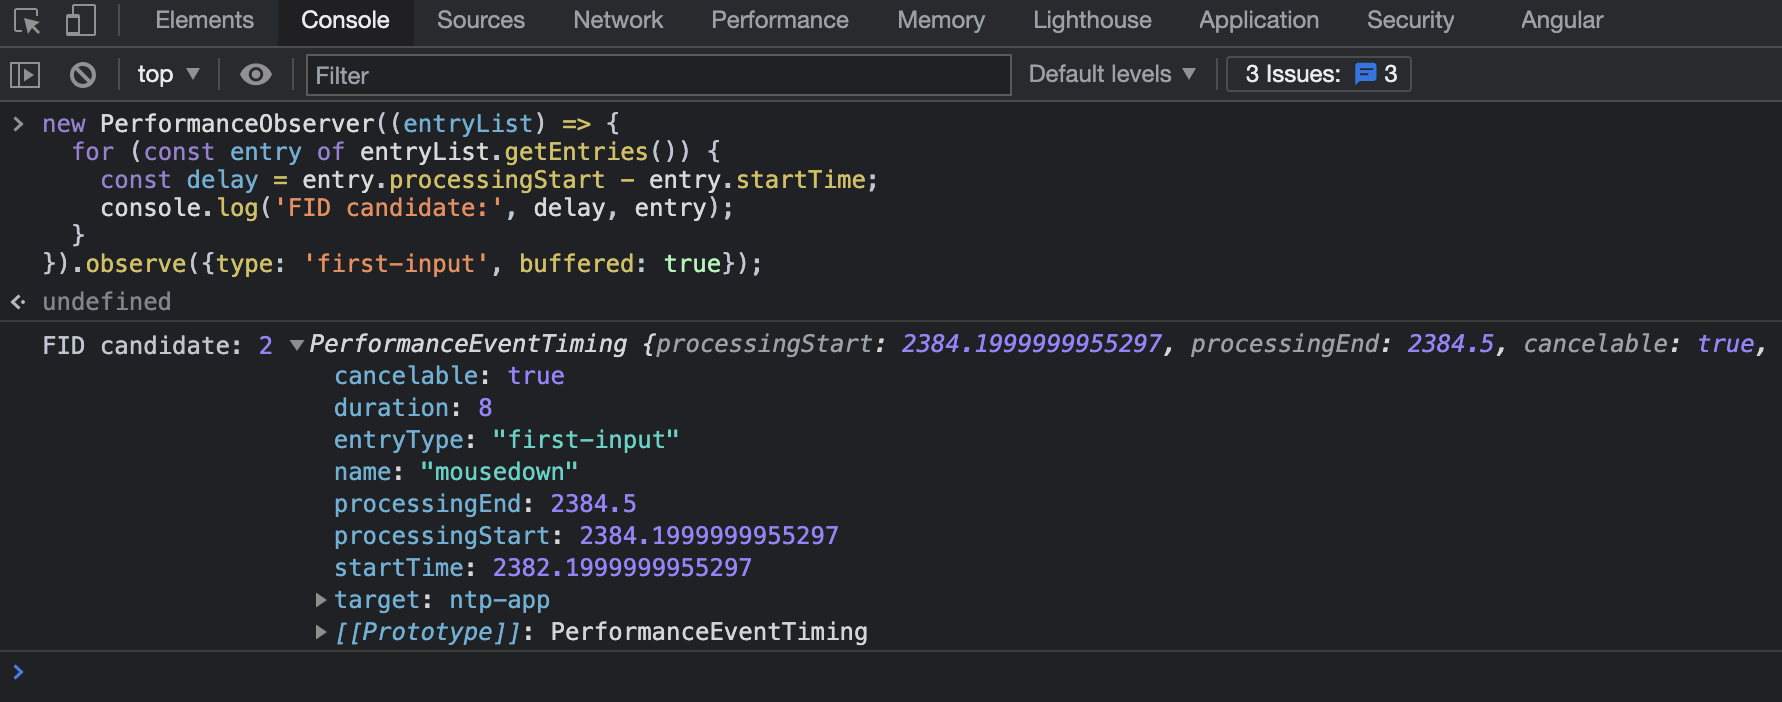 Elements Console Sources Network Performance Memory Lighthouse Application Security Angular
top Filter Default levels 3 Issues: 3
new PerformanceObserver((entryList) => {
  for (const entry of entryList.getEntries()) {
    const delay = entry.processingStart - entry.startTime;
    console.log('FID candidate:', delay, entry);
  }
}).observe({type: 'first-input', buffered: true});
undefined
FID candidate: 2 PerformanceEventTiming {processingStart: 2384.1999999955297, processingEnd: 2384.5, cancelable: true,
cancelable: true
duration: 8
entryType: "first-input"
name: "mousedown"
processingEnd: 2384.5
processingStart: 2384.1999999955297
startTime: 2382.1999999955297
target: ntp-app
[[Prototype]]: PerformanceEventTiming